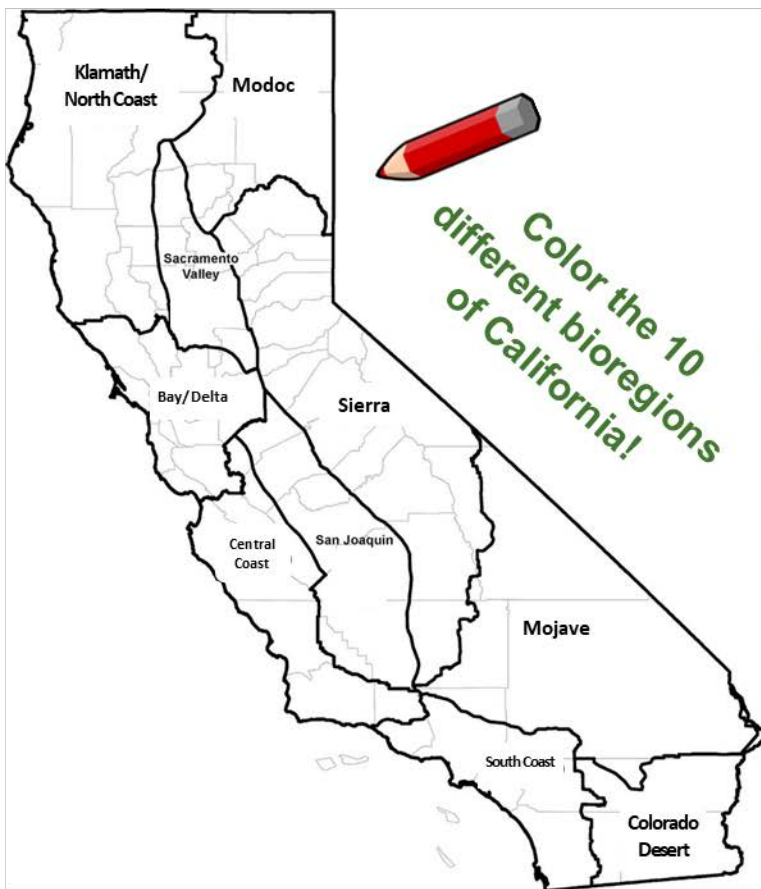 Klamath/
North Coast
Modoc
Color the 10
different bioregions
of California!
Sacramento
Valley
Bay/Delta
Sierra
Central
Coast
San Joaquin
Mojave
South Coast
Colorado
Desert